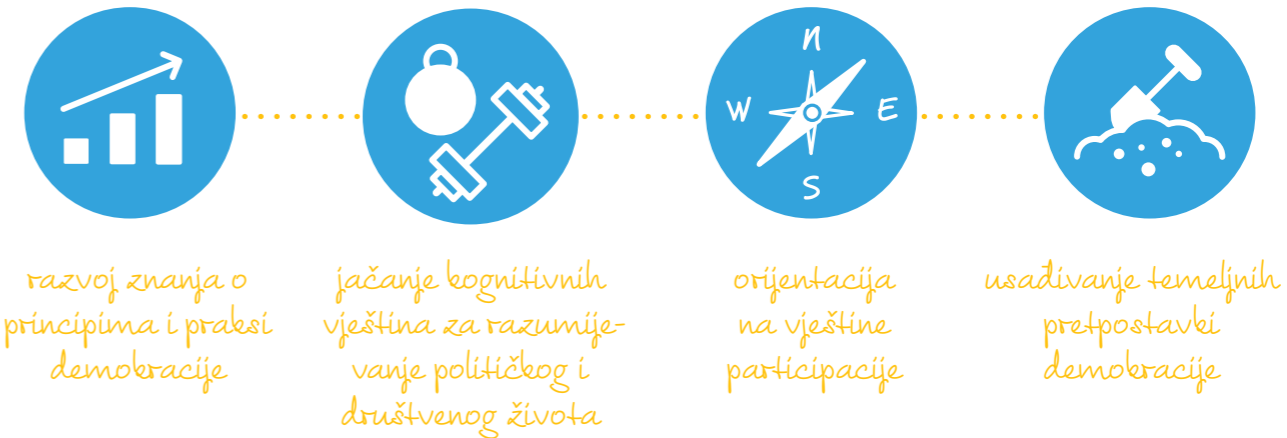 N
W E
S
razvoj znanja o
principima i praksi
demokracije
jačanje kognitivnih
vještina za razumije-
vanje političkog i
društvenog života
orijentacija
na vještine
participacije
usađivanje temeljnih
pretpostavki
demokracije